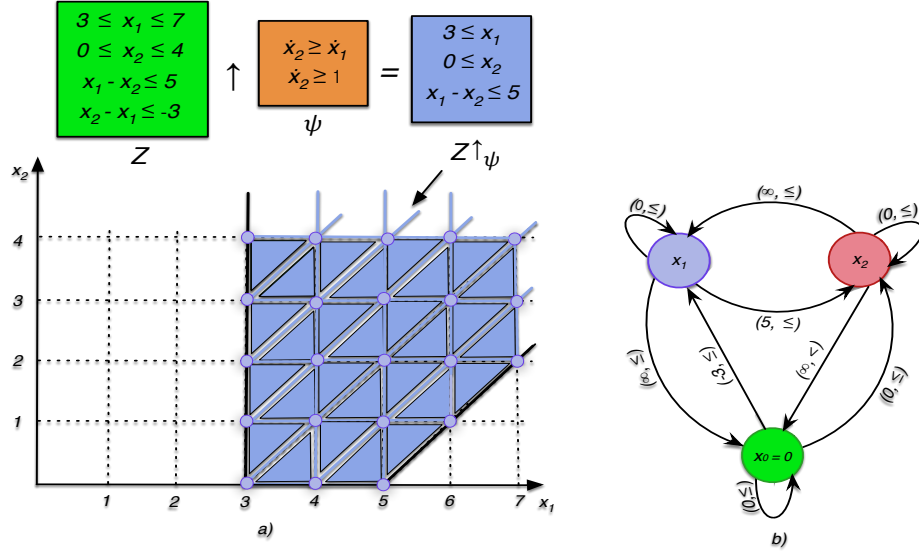 3 ≤ x₁ ≤ 7
0 ≤ x₂ ≤ 4
x₁ - x₂ ≤ 5
x₂ - x₁ ≤ -3
Z
↑
ẋ₂ ≥ ẋ₁
ẋ₂ ≥ 1
ψ
=
3 ≤ x₁
0 ≤ x₂
x₁ - x₂ ≤ 5
Z↑ψ
x₂
4
3
2
1
1 2 3 4 5 6 7 x₁
a)
(0, ≤)
(∞, ≤)
(0, ≤)
x₁
x₂
(5, ≤)
(∞, ≤)
(-3, ≤)
(∞, <)
(0, ≤)
x₀ = 0
(0, ≤)
b)